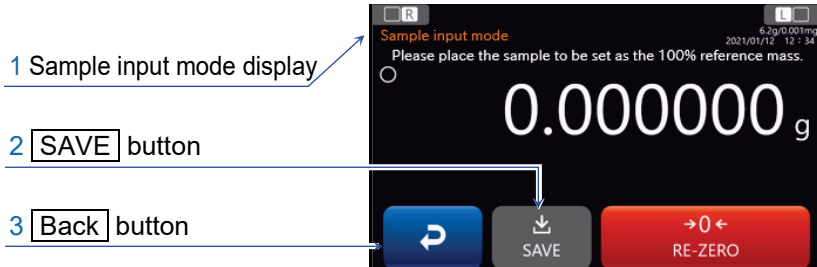 R
L
Sample input mode
6.2g/0.001mg
2021/01/12 12:34
1 Sample input mode display
Please place the sample to be set as the 100% reference mass.
0.000000 g
2 SAVE button
3 Back button
SAVE
→0←
RE-ZERO